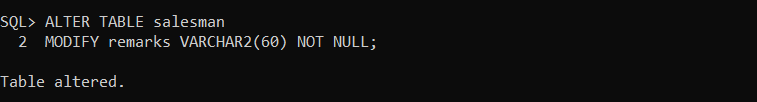 SQL> ALTER TABLE salesman
  2  MODIFY remarks VARCHAR2(60) NOT NULL;
Table altered.